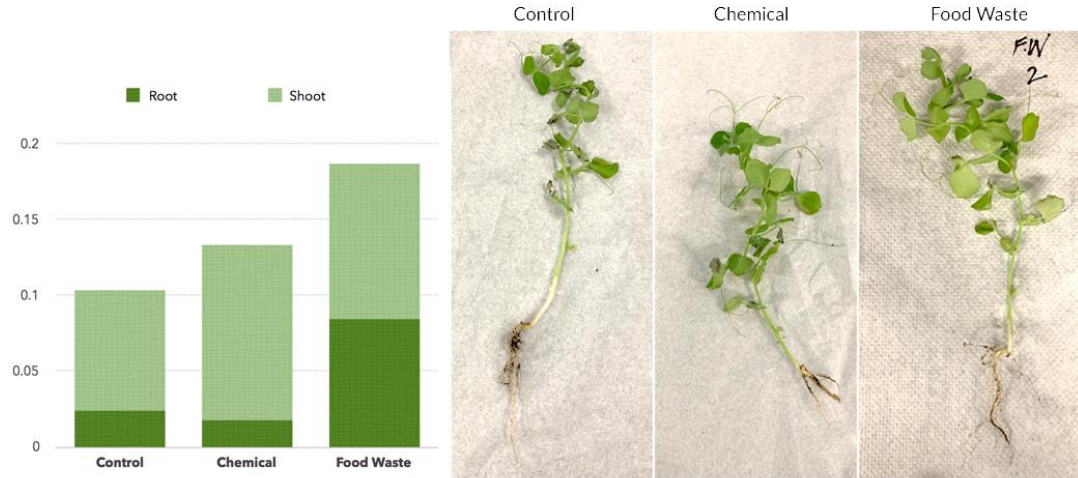 Root
Shoot
0.2
0.15
0.1
0.05
0
Control
Chemical
Food Waste
Control
Chemical
Food Waste
F.W
2